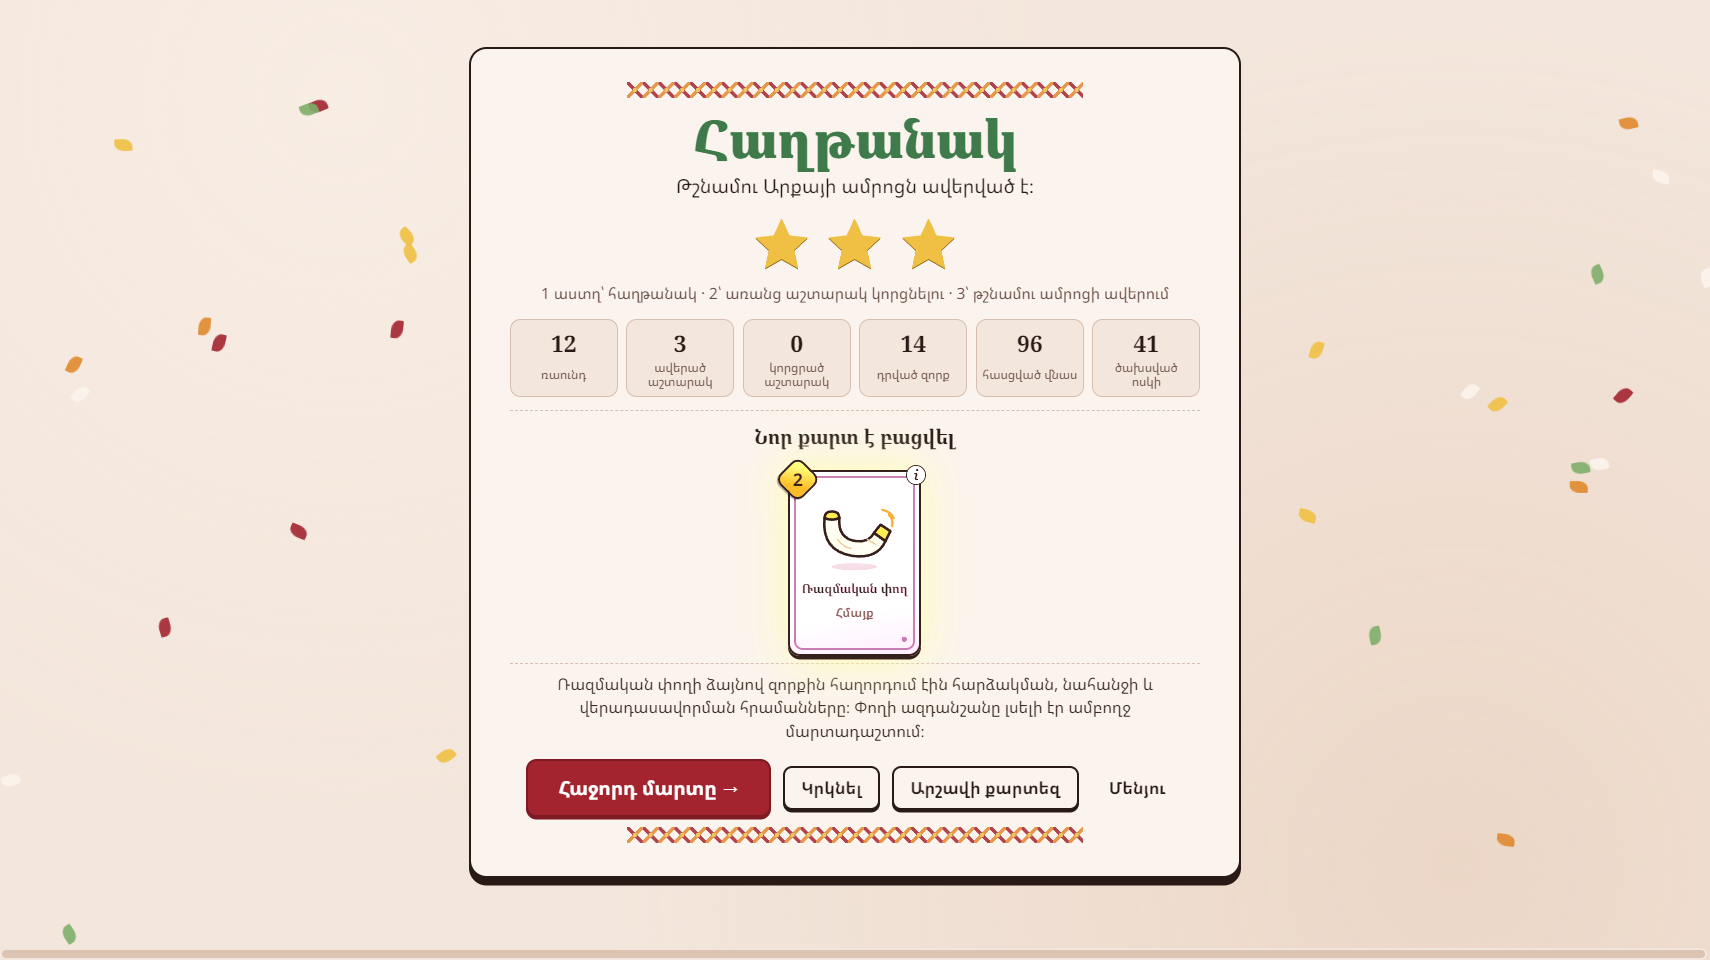 Հաղթանակ
Թշնամու Արքայի ամրոցն ավերված է:
1 աստղ՝ հաղթանակ · 2՝ առանց աշտարակ կորցնելու · 3՝ թշնամու ամրոցի ավերում
12
ռաունդ
3
ավերած
աշտարակ
0
կորցրած
աշտարակ
14
դրված զորք
96
հասցված վնաս
41
ծախսված
ոսկի
Նոր քարտ է բացվել
2
i
Ռազմական փող
Հմայք
Ռազմական փողի ձայնով զորքին հաղորդում էին հարձակման, նահանջի և
վերադասավորման հրամանները: Փողի ազդանշանը լսելի էր ամբողջ
մարտադաշտում:
Հաջորդ մարտը →
Կրկնել
Արշավի քարտեզ
Մենյու